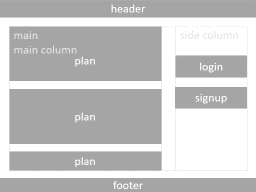 header
main
main column
plan
plan
plan
side column
login
signup
footer